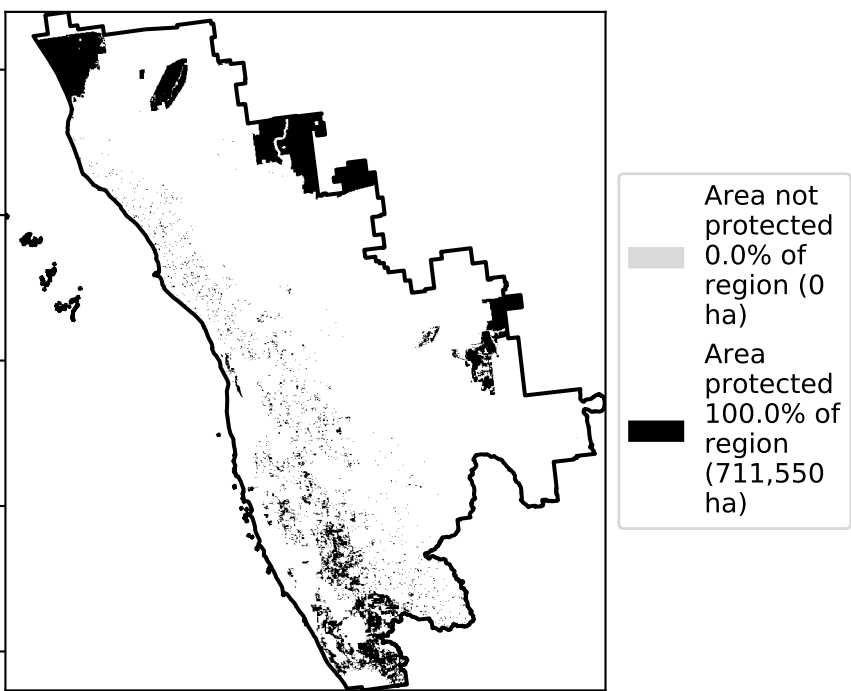 Area not
protected
0.0% of
region (0
ha)
Area
protected
100.0% of
region
(711,550
ha)